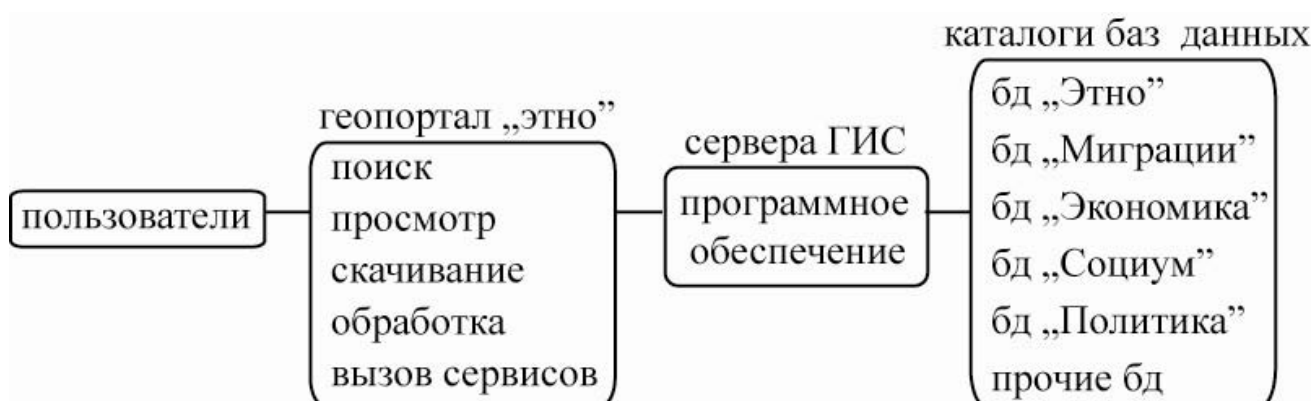 пользователи
геопортал „этно”
поиск
просмотр
скачивание
обработка
вызов сервисов
сервера ГИС
программное
обеспечение
каталоги баз данных
бд „Этно”
бд „Миграции”
бд „Экономика”
бд „Социум”
бд „Политика”
прочие бд